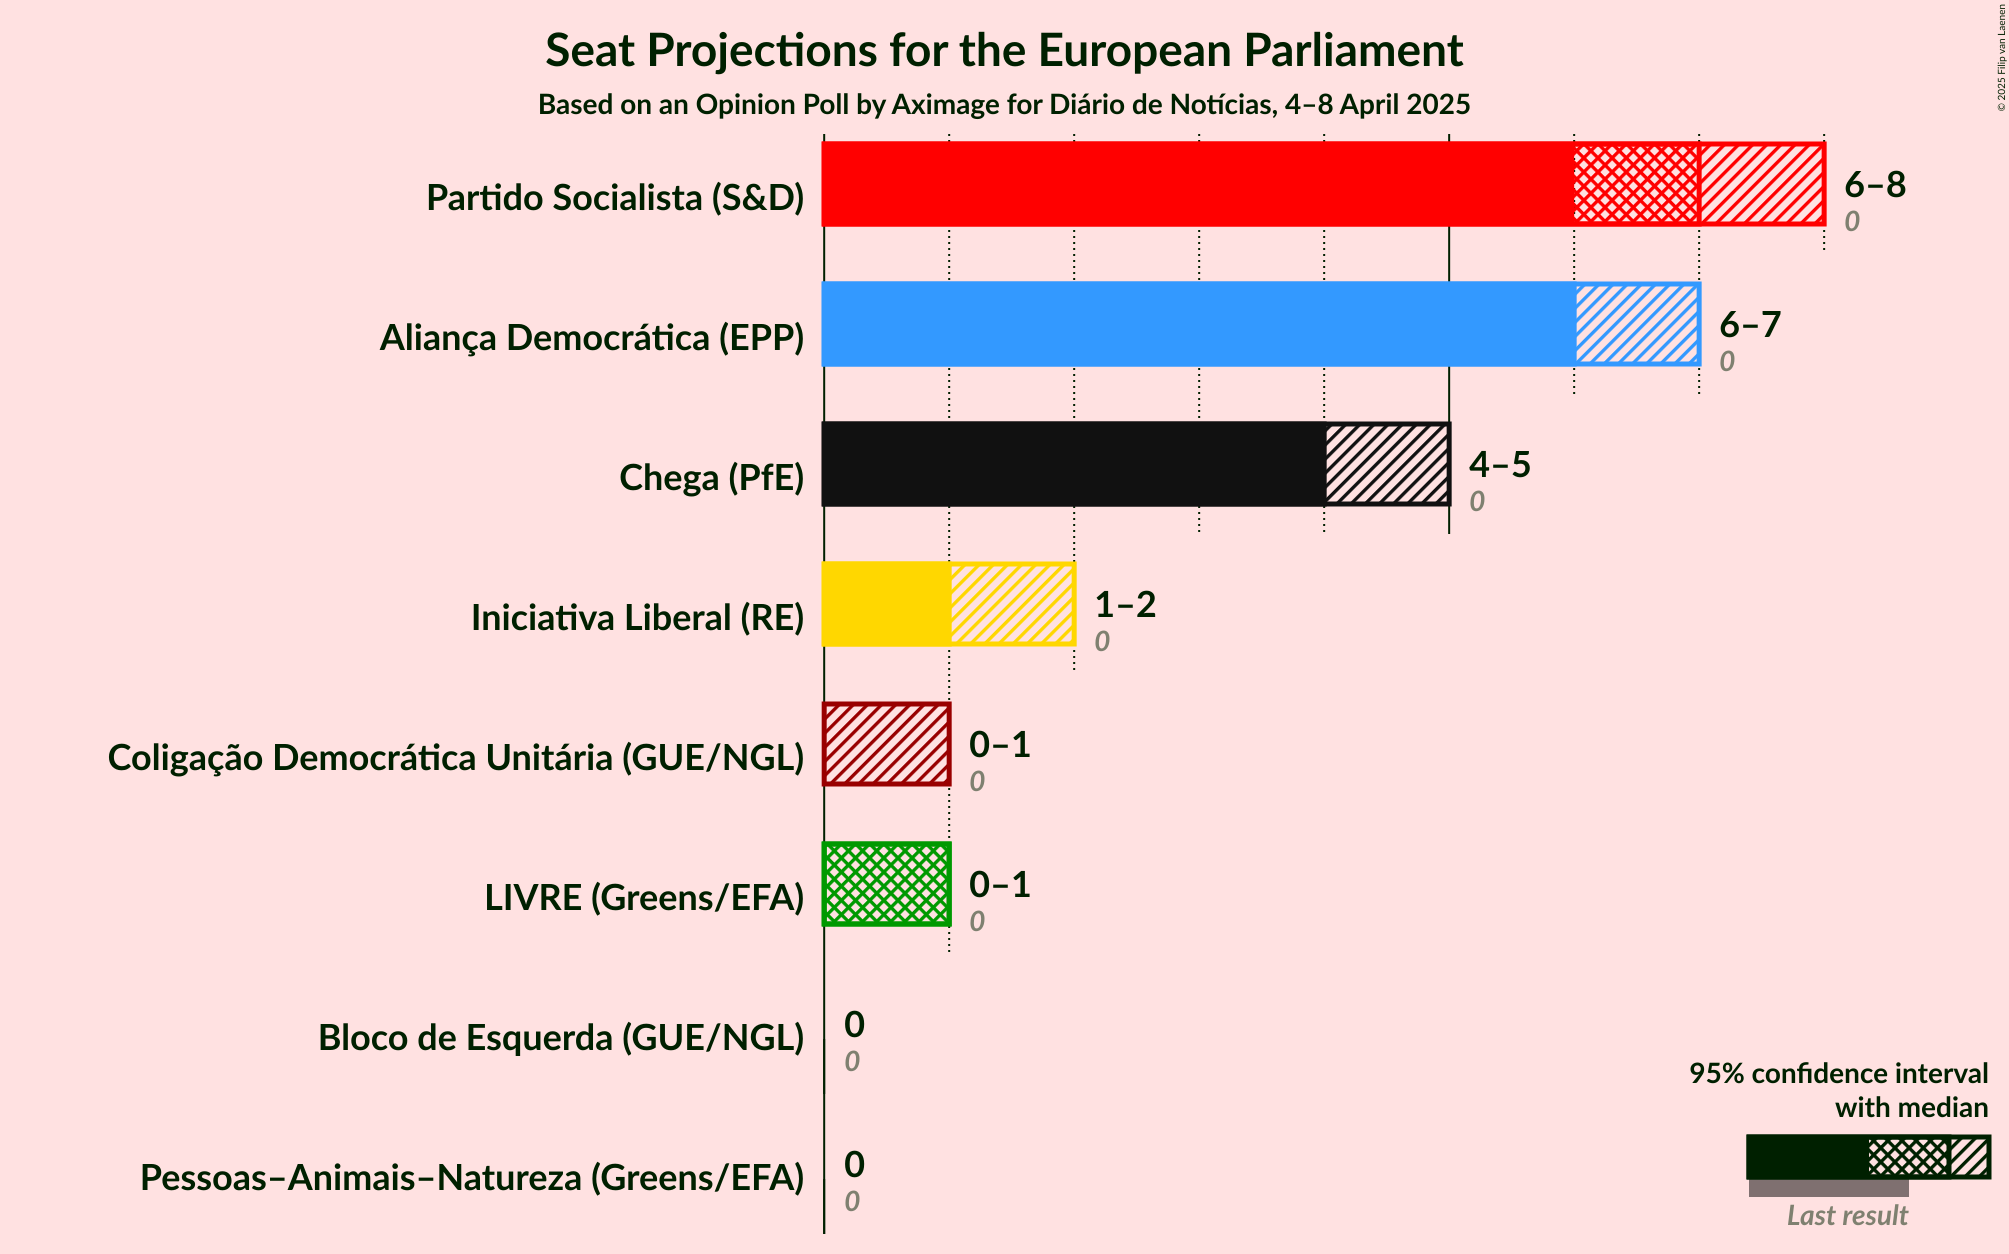 Seat Projections for the European Parliament
Based on an Opinion Poll by Aximage for Diário de Notícias, 4–8 April 2025
© 2025 Filip van Laenen
Partido Socialista (S&D)
6–8
0
Aliança Democrática (EPP)
6–7
0
Chega (PfE)
4–5
0
Iniciativa Liberal (RE)
1–2
0
Coligação Democrática Unitária (GUE/NGL)
0–1
0
LIVRE (Greens/EFA)
0–1
0
Bloco de Esquerda (GUE/NGL)
0
0
Pessoas–Animais–Natureza (Greens/EFA)
0
0
95% confidence interval
with median
Last result